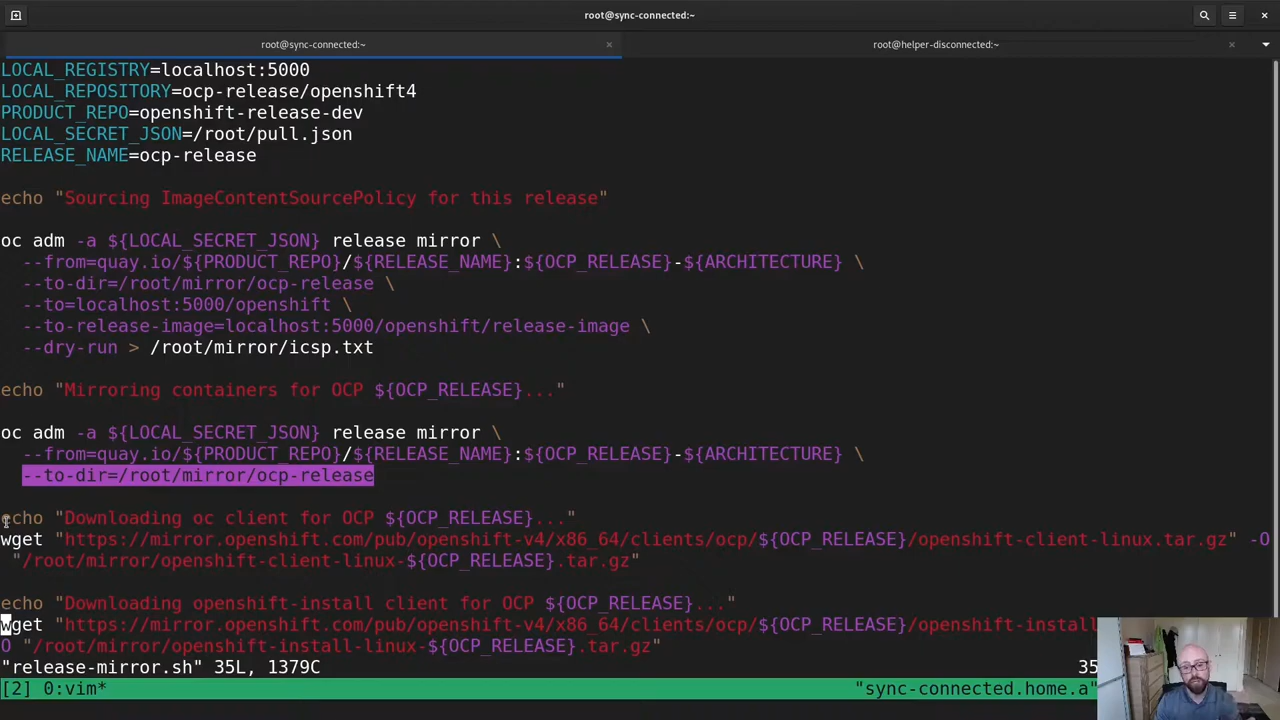 root@sync-connected:~
root@sync-connected:~ × root@helper-disconnected:~ ×
LOCAL_REGISTRY=localhost:5000
LOCAL_REPOSITORY=ocp-release/openshift4
PRODUCT_REPO=openshift-release-dev
LOCAL_SECRET_JSON=/root/pull.json
RELEASE_NAME=ocp-release
echo "Sourcing ImageContentSourcePolicy for this release"
oc adm -a ${LOCAL_SECRET_JSON} release mirror \
  --from=quay.io/${PRODUCT_REPO}/${RELEASE_NAME}:${OCP_RELEASE}-${ARCHITECTURE} \
  --to-dir=/root/mirror/ocp-release \
  --to=localhost:5000/openshift \
  --to-release-image=localhost:5000/openshift/release-image \
  --dry-run > /root/mirror/icsp.txt
echo "Mirroring containers for OCP ${OCP_RELEASE}..."
oc adm -a ${LOCAL_SECRET_JSON} release mirror \
  --from=quay.io/${PRODUCT_REPO}/${RELEASE_NAME}:${OCP_RELEASE}-${ARCHITECTURE} \
  --to-dir=/root/mirror/ocp-release
echo "Downloading oc client for OCP ${OCP_RELEASE}..."
wget "https://mirror.openshift.com/pub/openshift-v4/x86_64/clients/ocp/${OCP_RELEASE}/openshift-client-linux.tar.gz" -O
 "/root/mirror/openshift-client-linux-${OCP_RELEASE}.tar.gz"
echo "Downloading openshift-install client for OCP ${OCP_RELEASE}..."
wget "https://mirror.openshift.com/pub/openshift-v4/x86_64/clients/ocp/${OCP_RELEASE}/openshift-instal
O "/root/mirror/openshift-install-linux-${OCP_RELEASE}.tar.gz"
"release-mirror.sh" 35L, 1379C 35
[2] 0:vim* "sync-connected.home.a"